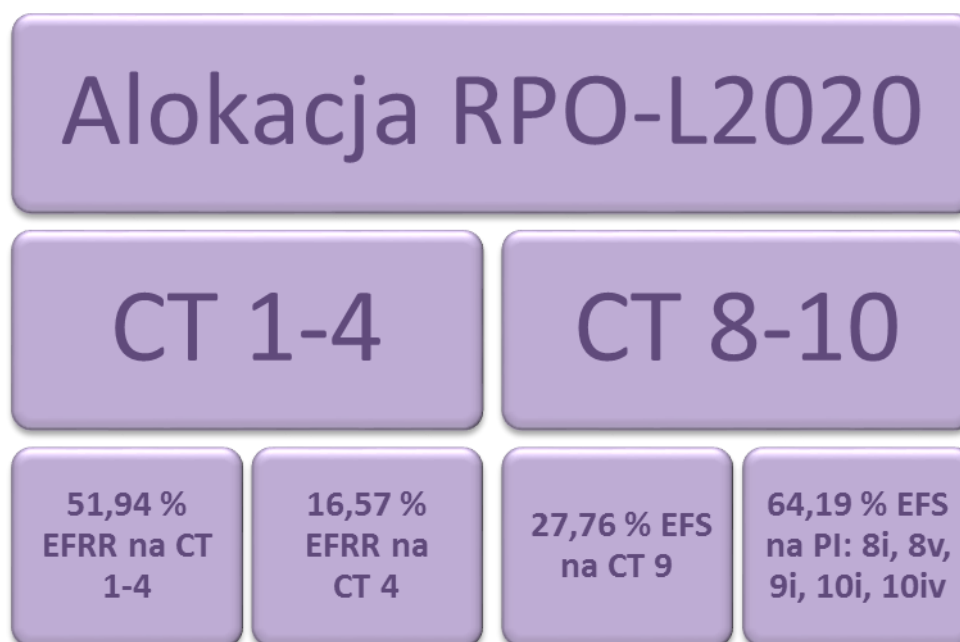 Alokacja RPO-L2020
CT 1-4
CT 8-10
51,94 %
EFRR na CT
1-4
16,57 %
EFRR na
CT 4
27,76 % EFS
na CT 9
64,19 % EFS
na PI: 8i, 8v,
9i, 10i, 10iv